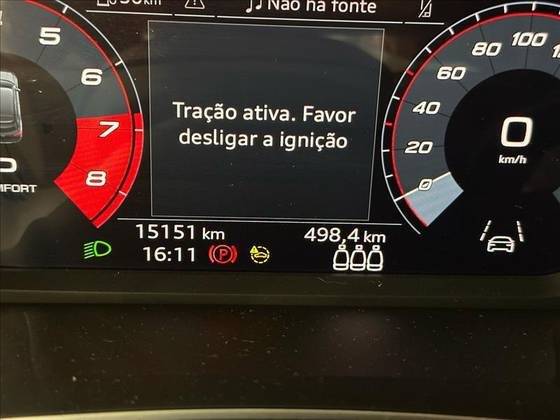 Não há fonte
5
6
7
8
Tração ativa. Favor
desligar a ignição
60
80
100
40
20
0
0
km/h
15151 km
498,4 km
16:11
P